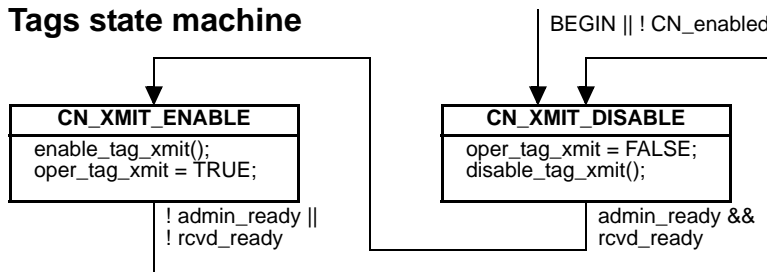 Tags state machine
BEGIN || ! CN_enabled
CN_XMIT_ENABLE
enable_tag_xmit();
oper_tag_xmit = TRUE;
! admin_ready ||
! rcvd_ready
CN_XMIT_DISABLE
oper_tag_xmit = FALSE;
disable_tag_xmit();
admin_ready &&
rcvd_ready